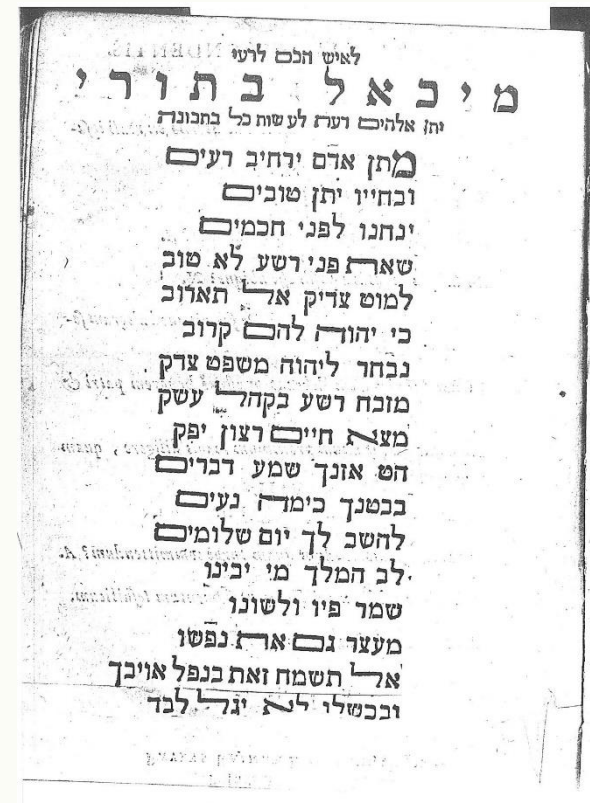 לאיש חכם לרעי
מיכאל בתורי
יתן אלהים דעת לעשות כל בתבונה
מתן אדם ירחיב רעים
ובחייו יתן טובים
ינחנו לפני חכמים
שאת פני רשע לא טוב
למוט צדיק אל תארוב
כי יהוה להם קרוב
נבחר ליהוח משפט צדק
מזבח רשע בקהל עשק
מצא חיים רצון יפק
הט אזנך שמע דברים
בבטנך כימה נעים
להשב לך יום שלומים
לב המלך מי יבינו
שמר פיו ולשונו
מעצר גם את נפשו
אל תשמח זאת בנפל אויבך
ובכשלו לא יגל לבד